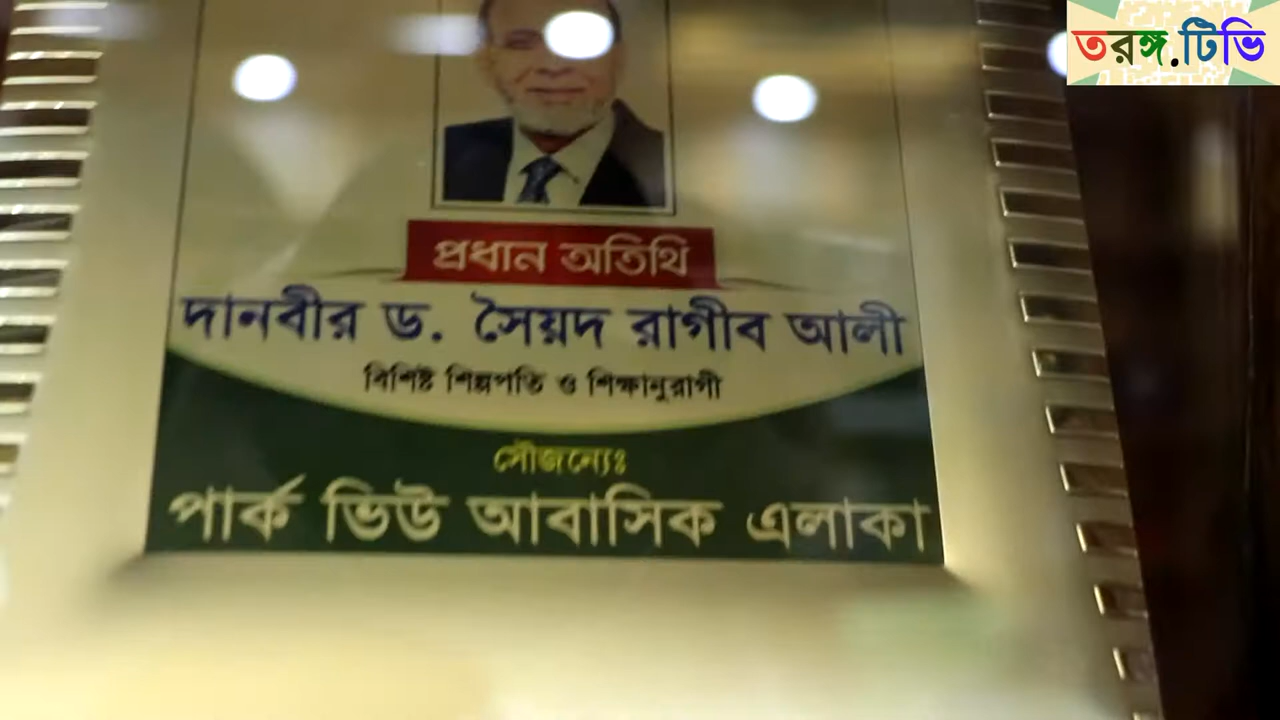 তরঙ্গ.টিভি
প্রধান অতিথি
দানবীর ড. সৈয়দ রাগীব আলী
বিশিষ্ট শিল্পপতি ও শিক্ষানুরাগী
সৌজন্যেঃ
পার্ক ভিউ আবাসিক এলাকা